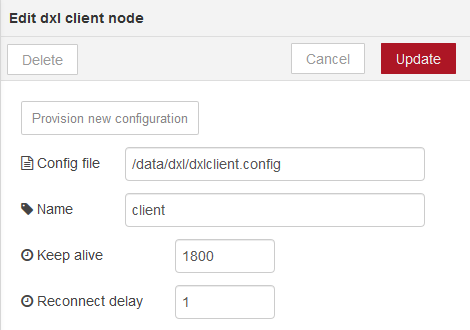 Edit dxl client node
Delete Cancel Update
Provision new configuration
Config file /data/dxl/dxlclient.config
Name client
Keep alive 1800
Reconnect delay 1